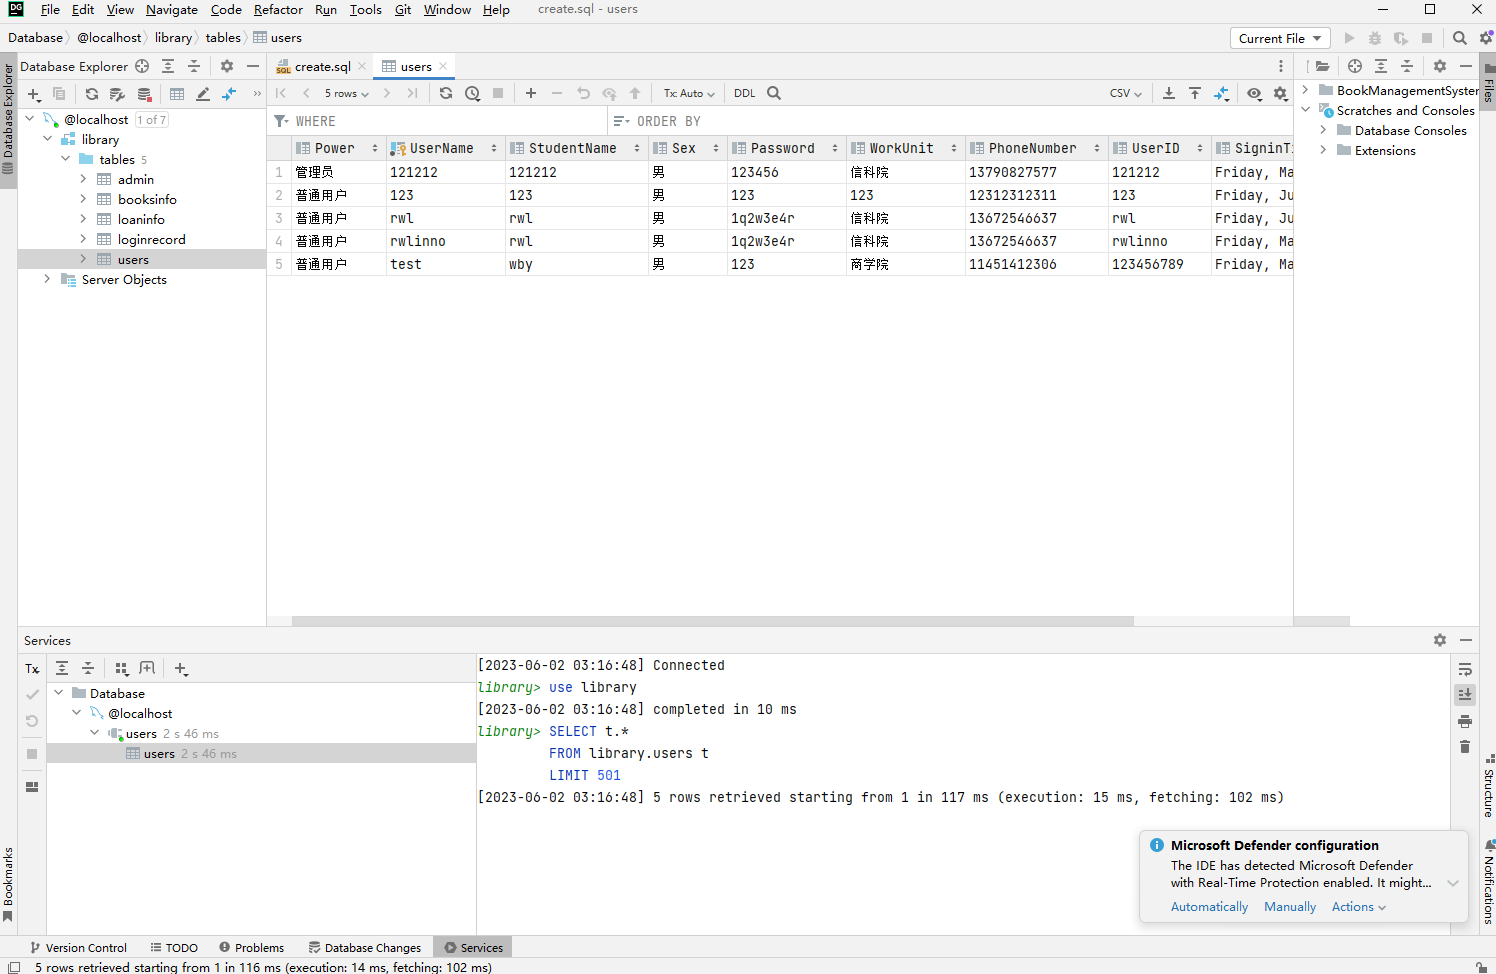 DG File Edit View Navigate Code Refactor Run Tools Git Window Help create.sql - users
Database @localhost library tables users Current File
Database Explorer create.sql users
5 rows Tx: Auto DDL CSV
WHERE ORDER BY
Power UserName StudentName Sex Password WorkUnit PhoneNumber UserID SigninTi
1 管理员 121212 121212 男 123456 信科院 13790827577 121212 Friday, Ma
2 普通用户 123 123 男 123 123 12312312311 123 Friday, Ju
3 普通用户 rwl rwl 男 1q2w3e4r 信科院 13672546637 rwl Friday, Ju
4 普通用户 rwlinno rwl 男 1q2w3e4r 信科院 13672546637 rwlinno Friday, Ma
5 普通用户 test wby 男 123 商学院 11451412306 123456789 Friday, Ma
@localhost 1 of 7
library
tables 5
admin
booksinfo
loaninfo
loginrecord
users
Server Objects
BookManagementSyster
Scratches and Consoles
Database Consoles
Extensions
Database Explorer
Files
Services
Tx
Database
@localhost
users 2 s 46 ms
users 2 s 46 ms
[2023-06-02 03:16:48] Connected
library> use library
[2023-06-02 03:16:48] completed in 10 ms
library> SELECT t.*
FROM library.users t
LIMIT 501
[2023-06-02 03:16:48] 5 rows retrieved starting from 1 in 117 ms (execution: 15 ms, fetching: 102 ms)
Microsoft Defender configuration
The IDE has detected Microsoft Defender
with Real-Time Protection enabled. It might...
Automatically Manually Actions
Structure
Notifications
Bookmarks
Version Control TODO Problems Database Changes Services
5 rows retrieved starting from 1 in 116 ms (execution: 14 ms, fetching: 102 ms)